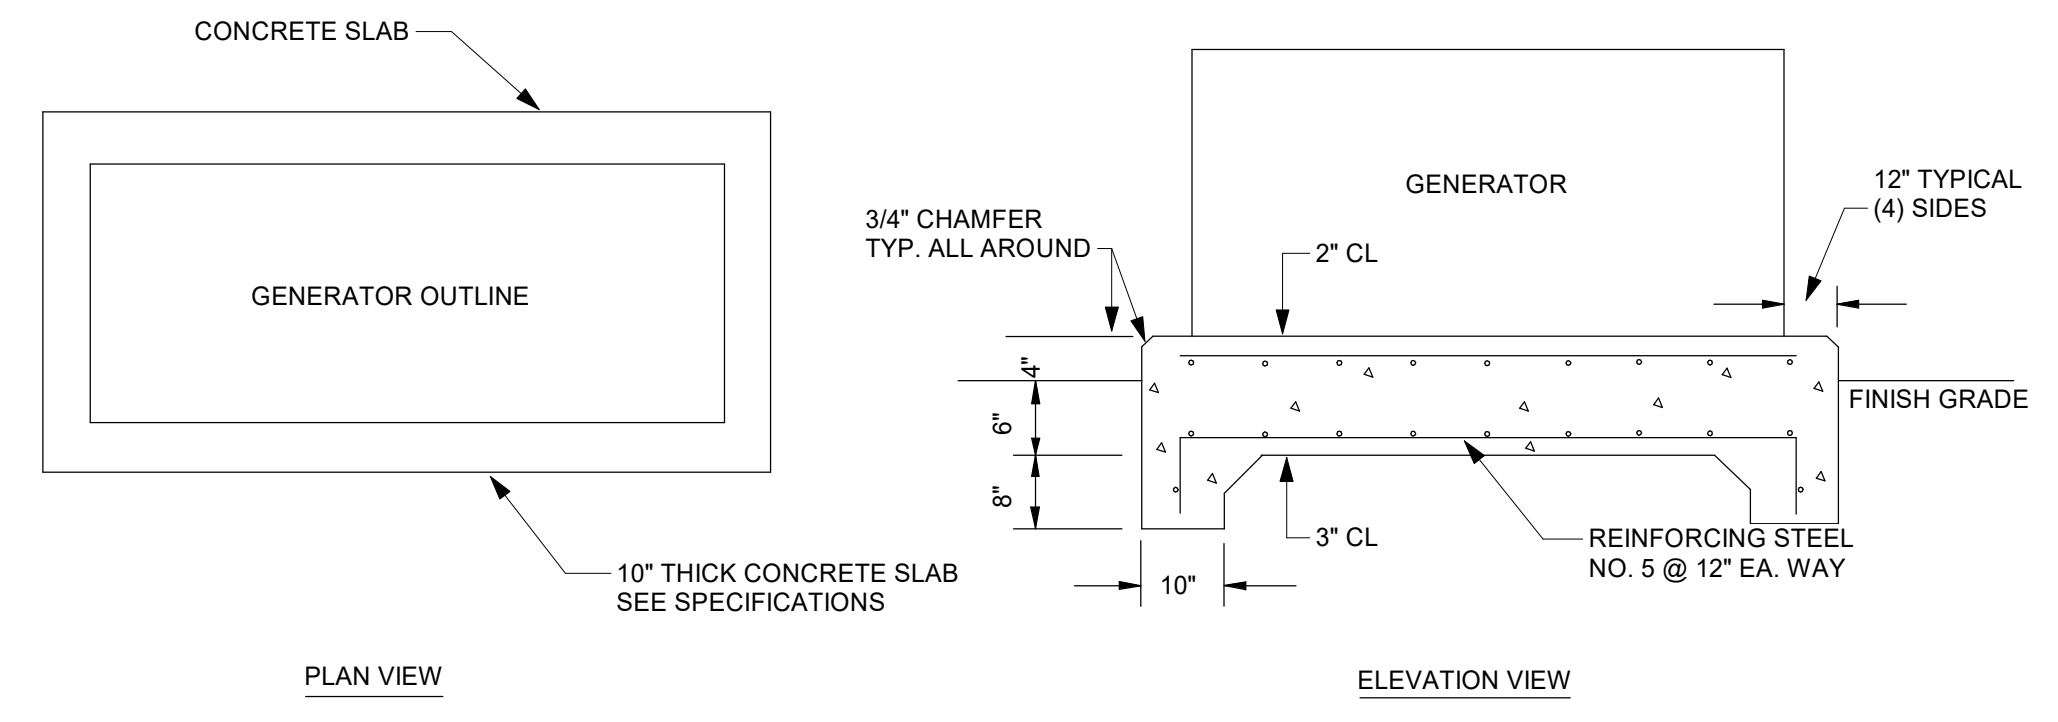 CONCRETE SLAB
GENERATOR OUTLINE
10" THICK CONCRETE SLAB
SEE SPECIFICATIONS
PLAN VIEW
GENERATOR
12" TYPICAL
(4) SIDES
3/4" CHAMFER
TYP. ALL AROUND
2" CL
4"
6"
8"
FINISH GRADE
3" CL
REINFORCING STEEL
NO. 5 @ 12" EA. WAY
10"
ELEVATION VIEW